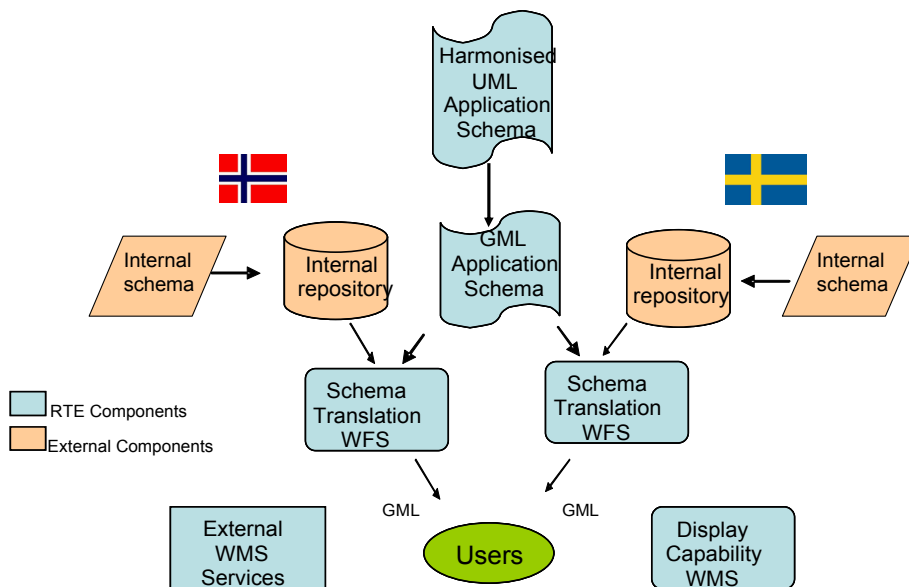 Harmonised
UML
Application
Schema
Internal
schema
Internal
repository
GML
Application
Schema
Internal
repository
Internal
schema
Schema
Translation
WFS
Schema
Translation
WFS
RTE Components
External Components
GML
GML
External
WMS
Services
Users
Display
Capability
WMS